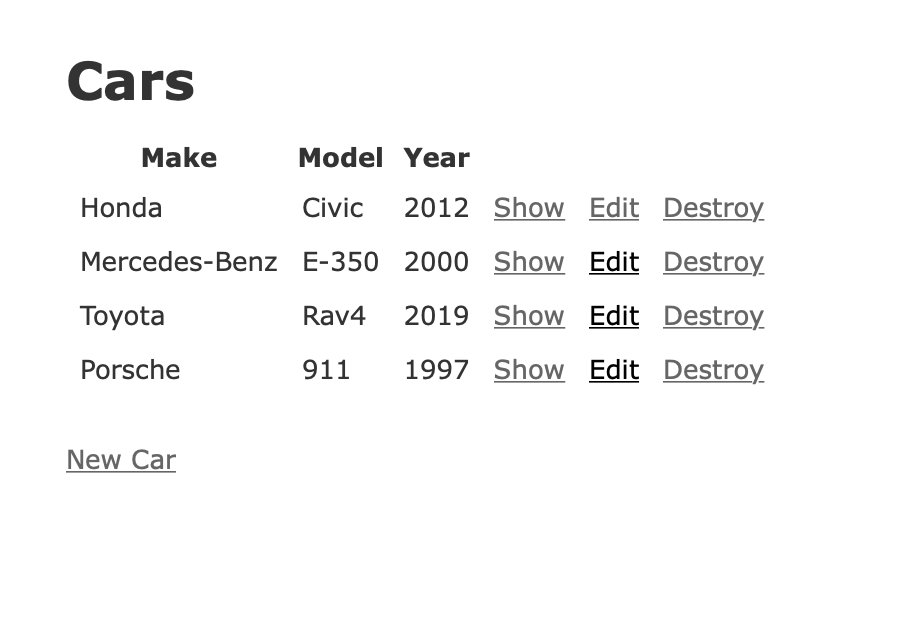 Cars
Make Model Year
Honda Civic 2012 Show Edit Destroy
Mercedes-Benz E-350 2000 Show Edit Destroy
Toyota Rav4 2019 Show Edit Destroy
Porsche 911 1997 Show Edit Destroy
New Car